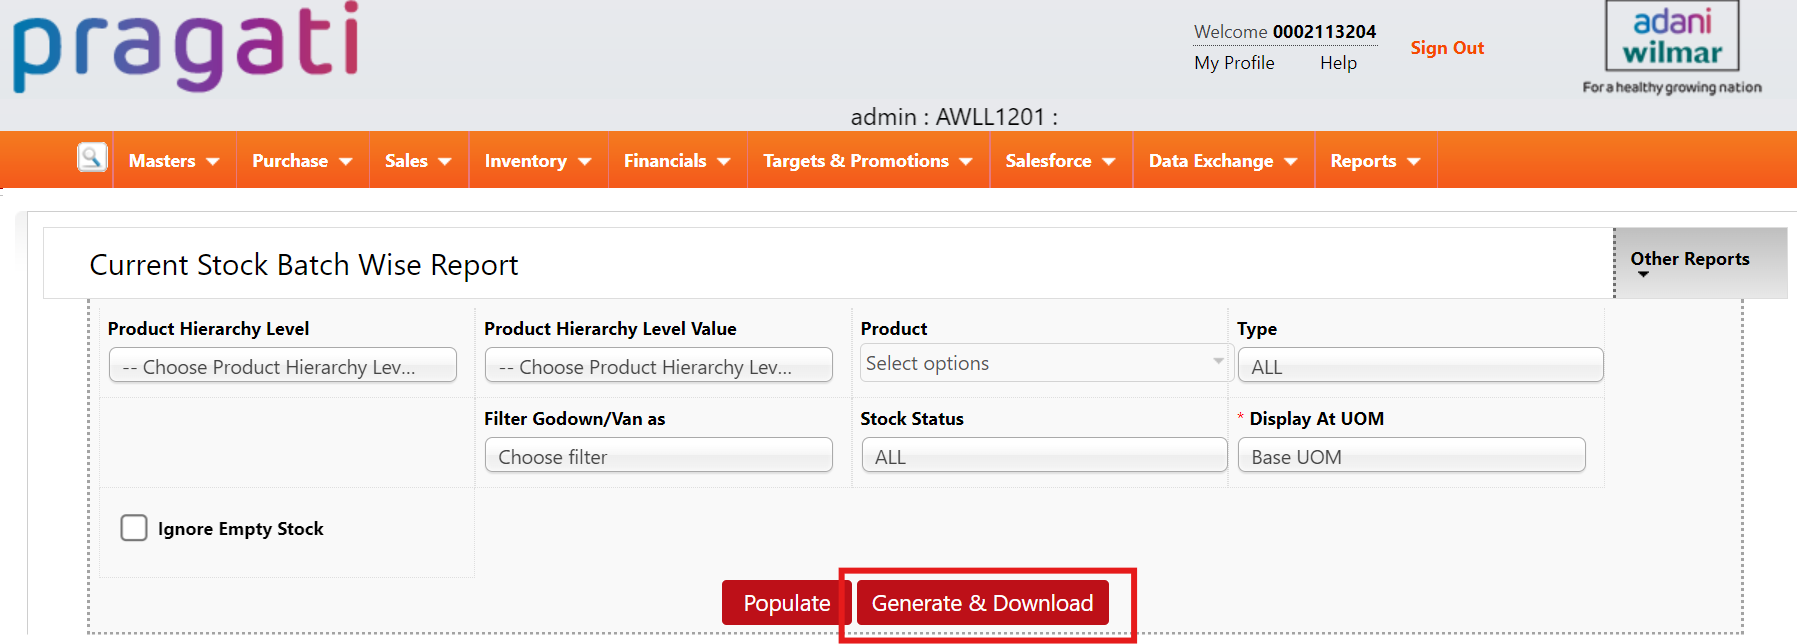 pragati
Welcome 0002113204
My Profile Help
Sign Out
adani
wilmar
For a healthy growing nation
admin : AWLL1201 :
Masters Purchase Sales Inventory Financials Targets & Promotions Salesforce Data Exchange Reports
Current Stock Batch Wise Report
Other Reports
Product Hierarchy Level Product Hierarchy Level Value Product Type
-- Choose Product Hierarchy Lev... -- Choose Product Hierarchy Lev... Select options ALL
Filter Godown/Van as Stock Status * Display At UOM
Choose filter ALL Base UOM
Ignore Empty Stock
Populate Generate & Download